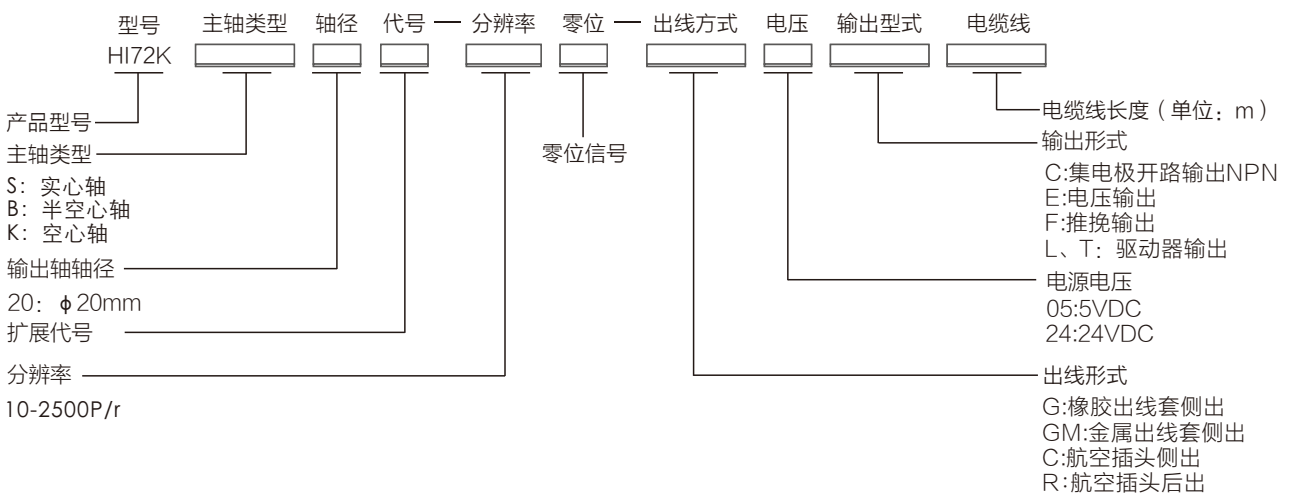 型号 主轴类型 轴径 代号 — 分辨率 零位 — 出线方式 电压 输出型式 电缆线
HI72K
产品型号
主轴类型
S: 实心轴
B: 半空心轴
K: 空心轴
输出轴轴径
20: ϕ20mm
扩展代号
分辨率
10-2500P/r
零位信号
电缆线长度（单位：m）
输出形式
C:集电极开路输出NPN
E:电压输出
F:推挽输出
L、T: 驱动器输出
电源电压
05:5VDC
24:24VDC
出线形式
G:橡胶出线套侧出
GM:金属出线套侧出
C:航空插头侧出
R:航空插头后出